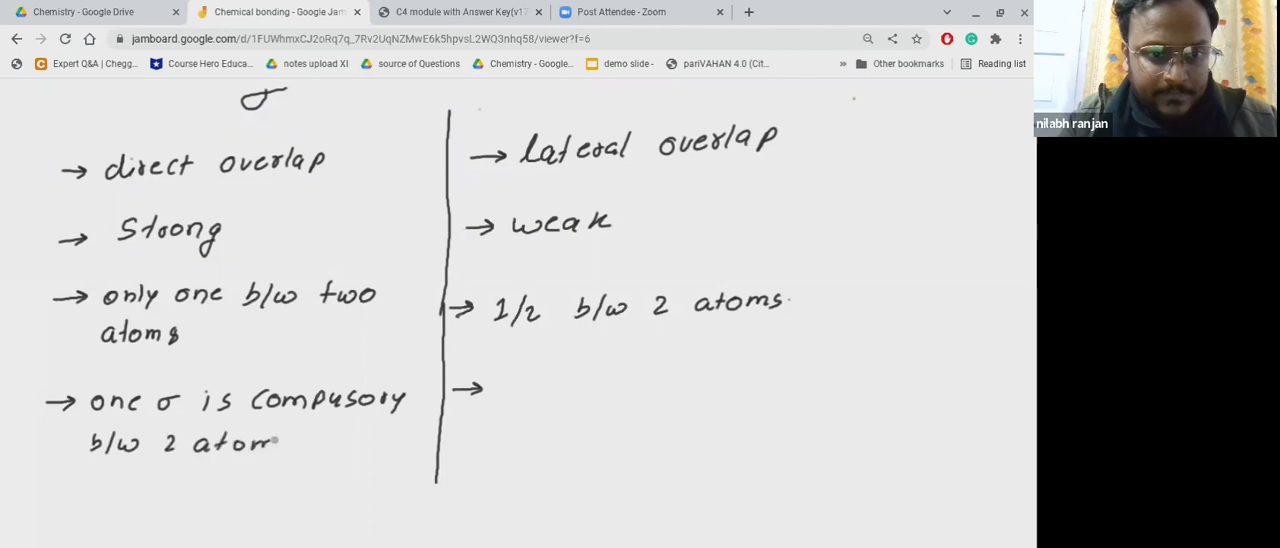 Chemistry - Google Drive
Chemical bonding - Google Jam
C4 module with Answer Key(v17
Post Attendee - Zoom
jamboard.google.com/d/1FUWhmxCJ2oRq7q_7Rv2UqNZMwE6k5hpvsL2WQ3nhq58/viewer?f=6
Expert Q&A | Chegg...
Course Hero Educa...
notes upload XI
source of Questions
Chemistry - Google...
demo slide -
pariVAHAN 4.0 (Cit...
»
Other bookmarks
Reading list
nilabh ranjan
σ
→ direct overlap
→ Strong
→ only one b/w two
atoms
→ one σ is compusory
b/w 2 atom
→ lateral overlap
→ weak
→ 1/2 b/w 2 atoms.
→